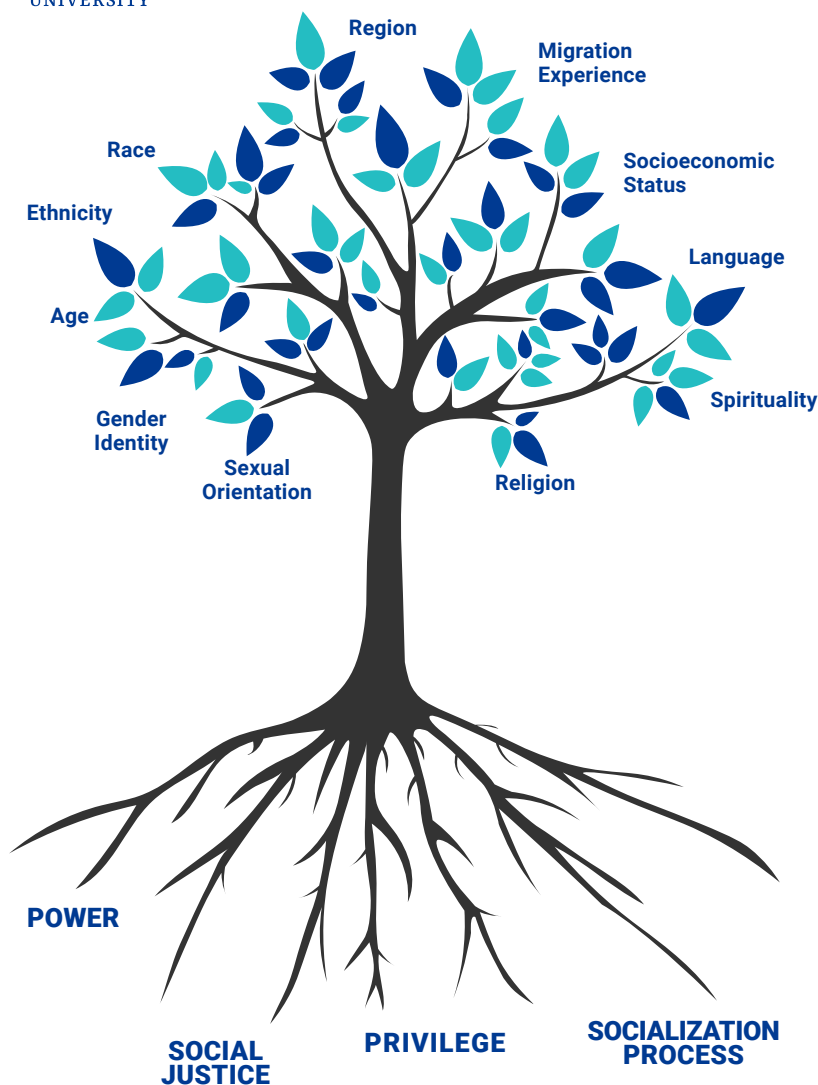 UNIVERSITY
Region
Migration
Experience
Race
Socioeconomic
Status
Ethnicity
Language
Age
Spirituality
Gender
Identity
Sexual
Orientation
Religion
POWER
SOCIAL
JUSTICE
PRIVILEGE
SOCIALIZATION
PROCESS